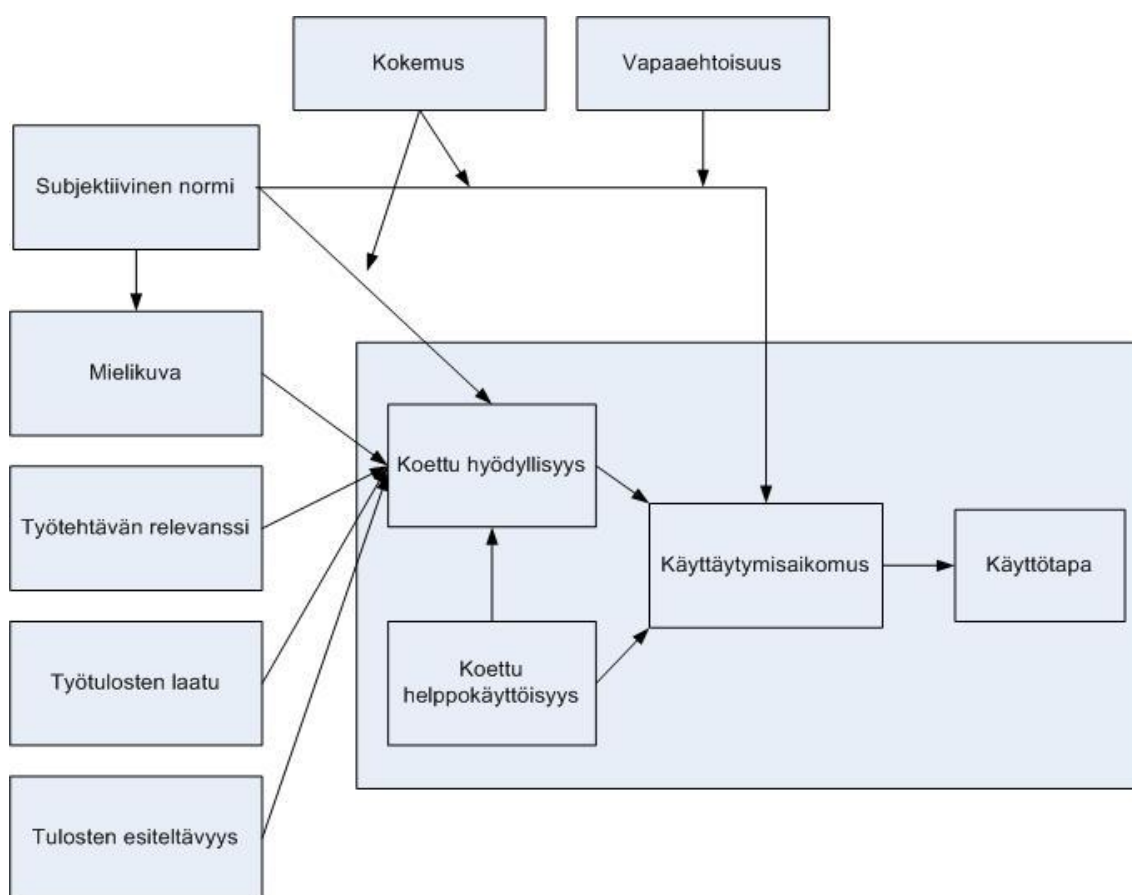 Kokemus
Vapaaehtoisuus
Subjektiivinen normi
Mielikuva
Koettu hyödyllisyys
Työtehtävän relevanssi
Käyttäytymisaikomus
Käyttötapa
Työtulosten laatu
Koettu
helppokäyttöisyys
Tulosten esiteltävyys